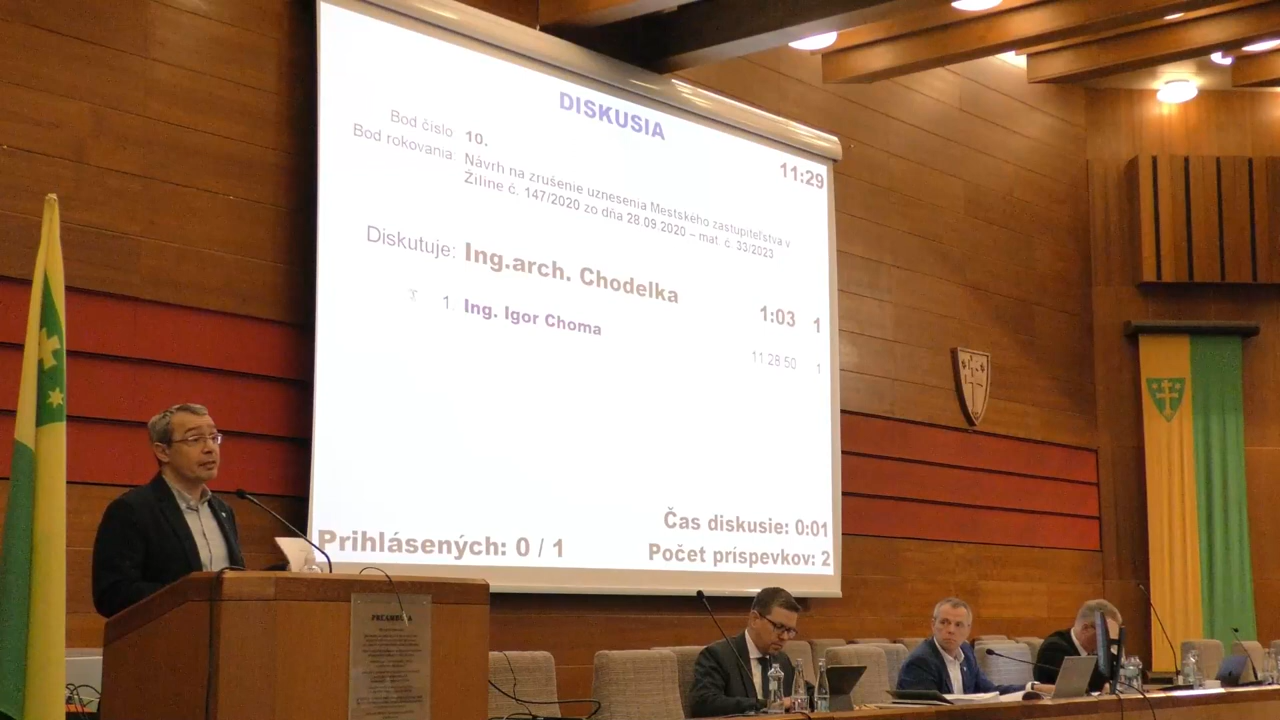 DISKUSIA
Bod číslo 10.
11:29
Bod rokovania Návrh na zrušenie uznesenia Mestského zastupiteľstva v
Žiline č. 147/2020 zo dňa 28.09.2020 – mat. č. 33/2023
Diskutuje: Ing.arch. Chodelka 1:03 1
1 Ing. Igor Choma 11 28 50 1
Čas diskusie: 0:01
Prihlásených: 0 / 1
Počet príspevkov: 2
PREAMBULA